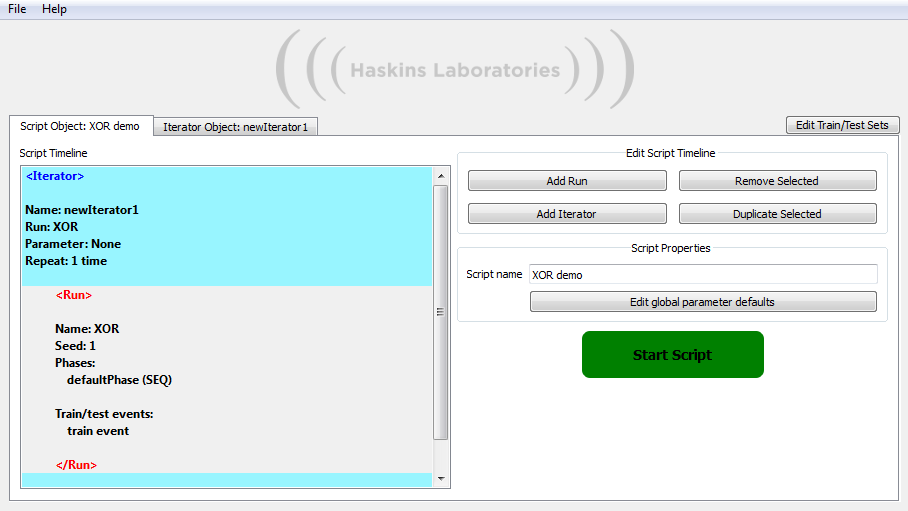 File Help
((( Haskins Laboratories )))
Script Object: XOR demo
Iterator Object: newIterator1
Edit Train/Test Sets
Script Timeline
<Iterator>
Name: newIterator1
Run: XOR
Parameter: None
Repeat: 1 time
<Run>
Name: XOR
Seed: 1
Phases:
defaultPhase (SEQ)
Train/test events:
train event
</Run>
Edit Script Timeline
Add Run
Remove Selected
Add Iterator
Duplicate Selected
Script Properties
Script name XOR demo
Edit global parameter defaults
Start Script